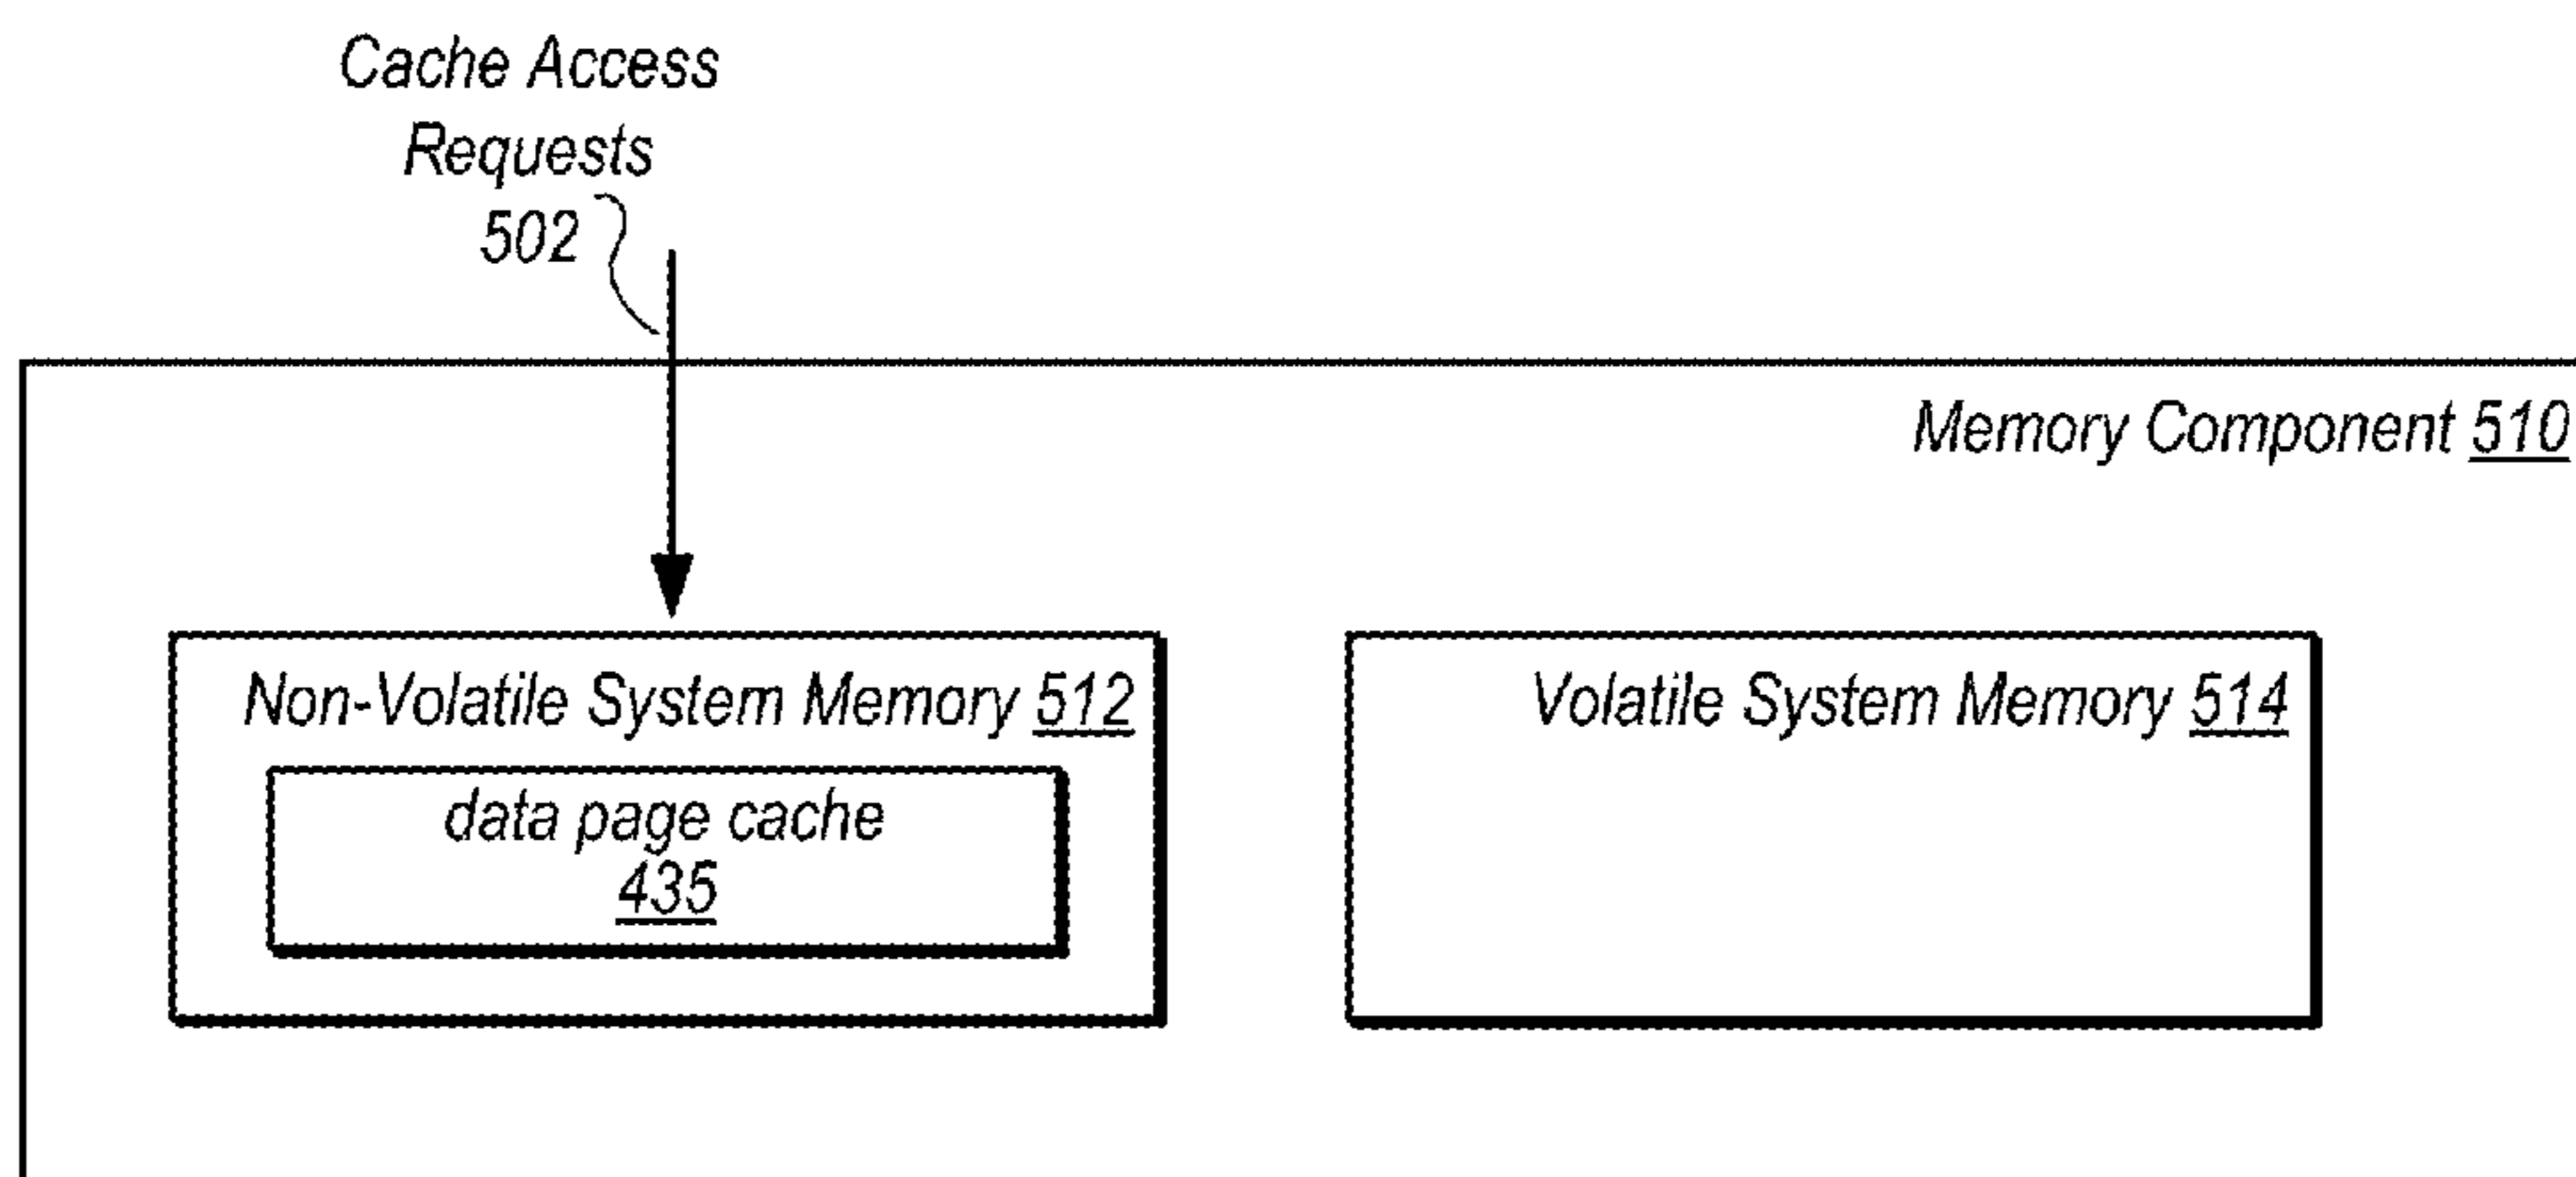 Cache Access
Requests
502
Memory Component 510
Non-Volatile System Memory 512
Volatile System Memory 514
data page cache
435